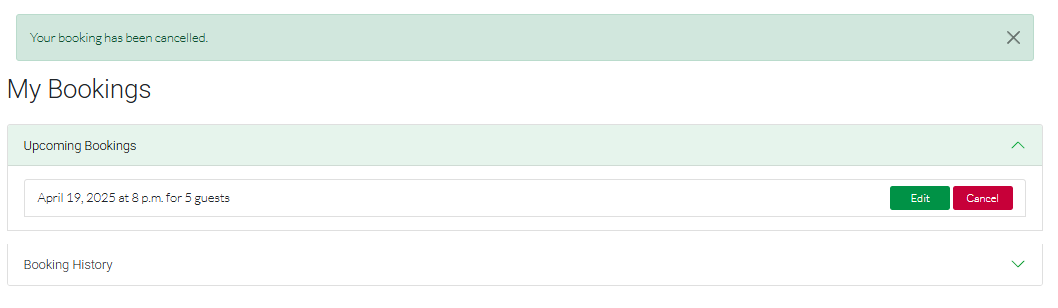 Your booking has been cancelled.
My Bookings
Upcoming Bookings
April 19, 2025 at 8 p.m. for 5 guests
Edit
Cancel
Booking History